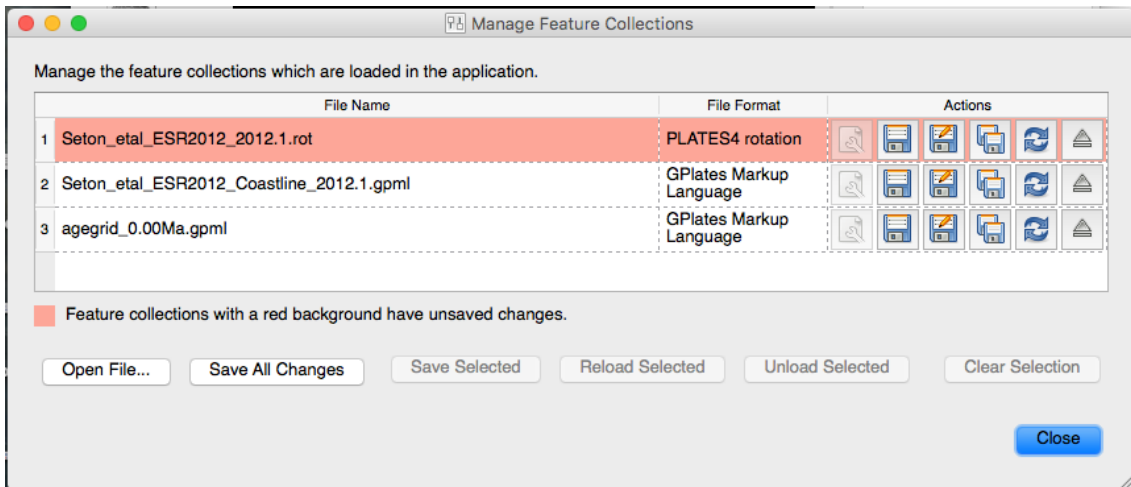 Manage Feature Collections
Manage the feature collections which are loaded in the application.
File Name File Format Actions
1 Seton_etal_ESR2012_2012.1.rot PLATES4 rotation
2 Seton_etal_ESR2012_Coastline_2012.1.gpml GPlates Markup
Language
3 agegrid_0.00Ma.gpml GPlates Markup
Language
Feature collections with a red background have unsaved changes.
Open File... Save All Changes Save Selected Reload Selected Unload Selected Clear Selection
Close